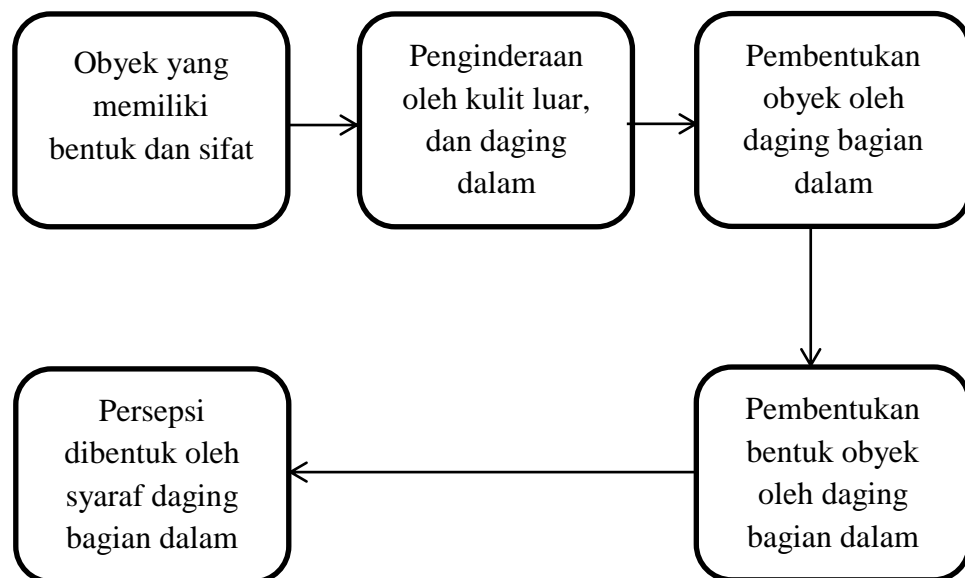 Obyek yang
memiliki
bentuk dan sifat
Penginderaan
oleh kulit luar,
dan daging
dalam
Pembentukan
obyek oleh
daging bagian
dalam
Pembentukan
bentuk obyek
oleh daging
bagian dalam
Persepsi
dibentuk oleh
syaraf daging
bagian dalam